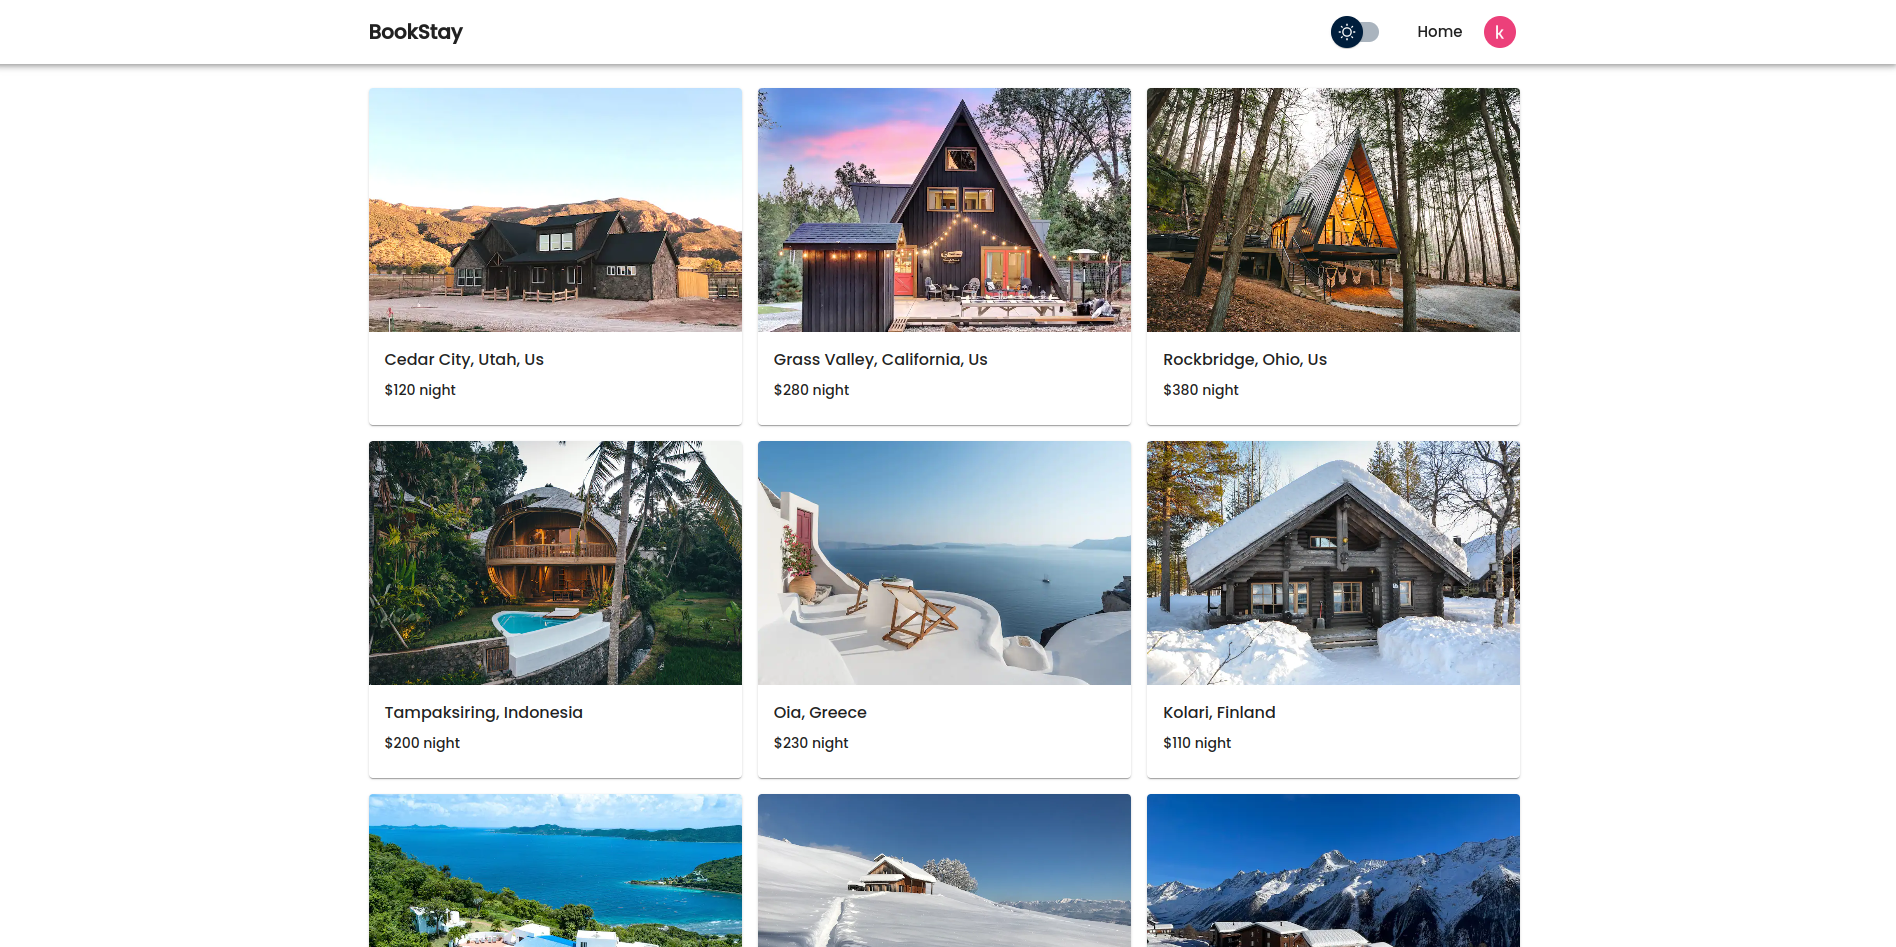 BookStay
Home
k
Cedar City, Utah, Us
$120 night
Grass Valley, California, Us
$280 night
Rockbridge, Ohio, Us
$380 night
Tampaksiring, Indonesia
$200 night
Oia, Greece
$230 night
Kolari, Finland
$110 night